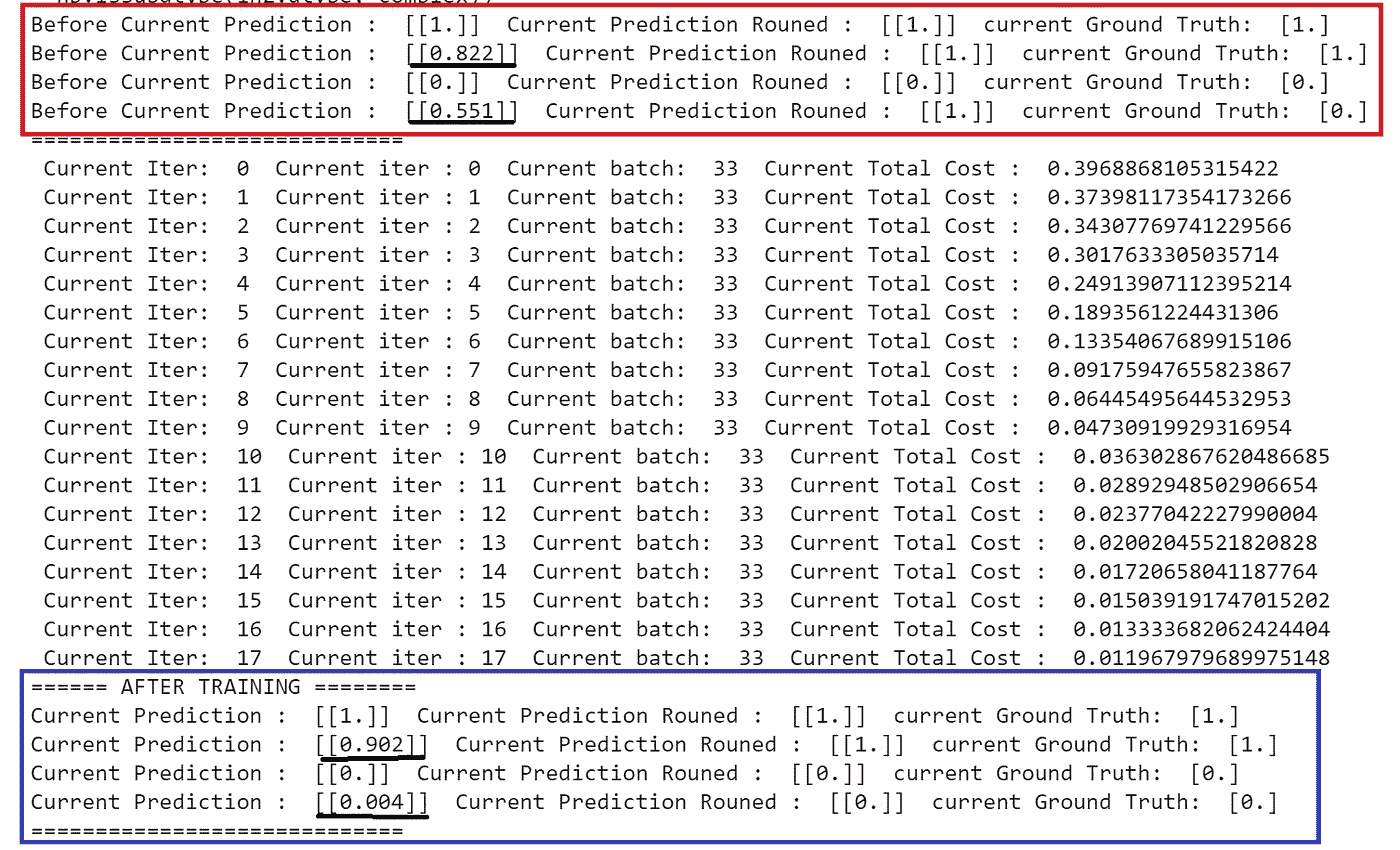 Before Current Prediction :  [[1.]]  Current Prediction Rouned :  [[1.]]  current Ground Truth:  [1.]
Before Current Prediction :  [[0.822]]  Current Prediction Rouned :  [[1.]]  current Ground Truth:  [1.]
Before Current Prediction :  [[0.]]  Current Prediction Rouned :  [[0.]]  current Ground Truth:  [0.]
Before Current Prediction :  [[0.551]]  Current Prediction Rouned :  [[1.]]  current Ground Truth:  [0.]
=============================
Current Iter:  0  Current iter : 0  Current batch:  33  Current Total Cost :  0.3968868105315422
Current Iter:  1  Current iter : 1  Current batch:  33  Current Total Cost :  0.37398117354173266
Current Iter:  2  Current iter : 2  Current batch:  33  Current Total Cost :  0.34307769741229566
Current Iter:  3  Current iter : 3  Current batch:  33  Current Total Cost :  0.3017633305035714
Current Iter:  4  Current iter : 4  Current batch:  33  Current Total Cost :  0.24913907112395214
Current Iter:  5  Current iter : 5  Current batch:  33  Current Total Cost :  0.1893561224431306
Current Iter:  6  Current iter : 6  Current batch:  33  Current Total Cost :  0.13354067689915106
Current Iter:  7  Current iter : 7  Current batch:  33  Current Total Cost :  0.09175947655823867
Current Iter:  8  Current iter : 8  Current batch:  33  Current Total Cost :  0.06445495644532953
Current Iter:  9  Current iter : 9  Current batch:  33  Current Total Cost :  0.04730919929316954
Current Iter:  10  Current iter : 10  Current batch:  33  Current Total Cost :  0.036302867620486685
Current Iter:  11  Current iter : 11  Current batch:  33  Current Total Cost :  0.02892948502906654
Current Iter:  12  Current iter : 12  Current batch:  33  Current Total Cost :  0.02377042227990004
Current Iter:  13  Current iter : 13  Current batch:  33  Current Total Cost :  0.02002045521820828
Current Iter:  14  Current iter : 14  Current batch:  33  Current Total Cost :  0.01720658041187764
Current Iter:  15  Current iter : 15  Current batch:  33  Current Total Cost :  0.015039191747015202
Current Iter:  16  Current iter : 16  Current batch:  33  Current Total Cost :  0.013333682062424404
Current Iter:  17  Current iter : 17  Current batch:  33  Current Total Cost :  0.011967979689975148
====== AFTER TRAINING ========
Current Prediction :  [[1.]]  Current Prediction Rouned :  [[1.]]  current Ground Truth:  [1.]
Current Prediction :  [[0.902]]  Current Prediction Rouned :  [[1.]]  current Ground Truth:  [1.]
Current Prediction :  [[0.]]  Current Prediction Rouned :  [[0.]]  current Ground Truth:  [0.]
Current Prediction :  [[0.004]]  Current Prediction Rouned :  [[0.]]  current Ground Truth:  [0.]
=============================